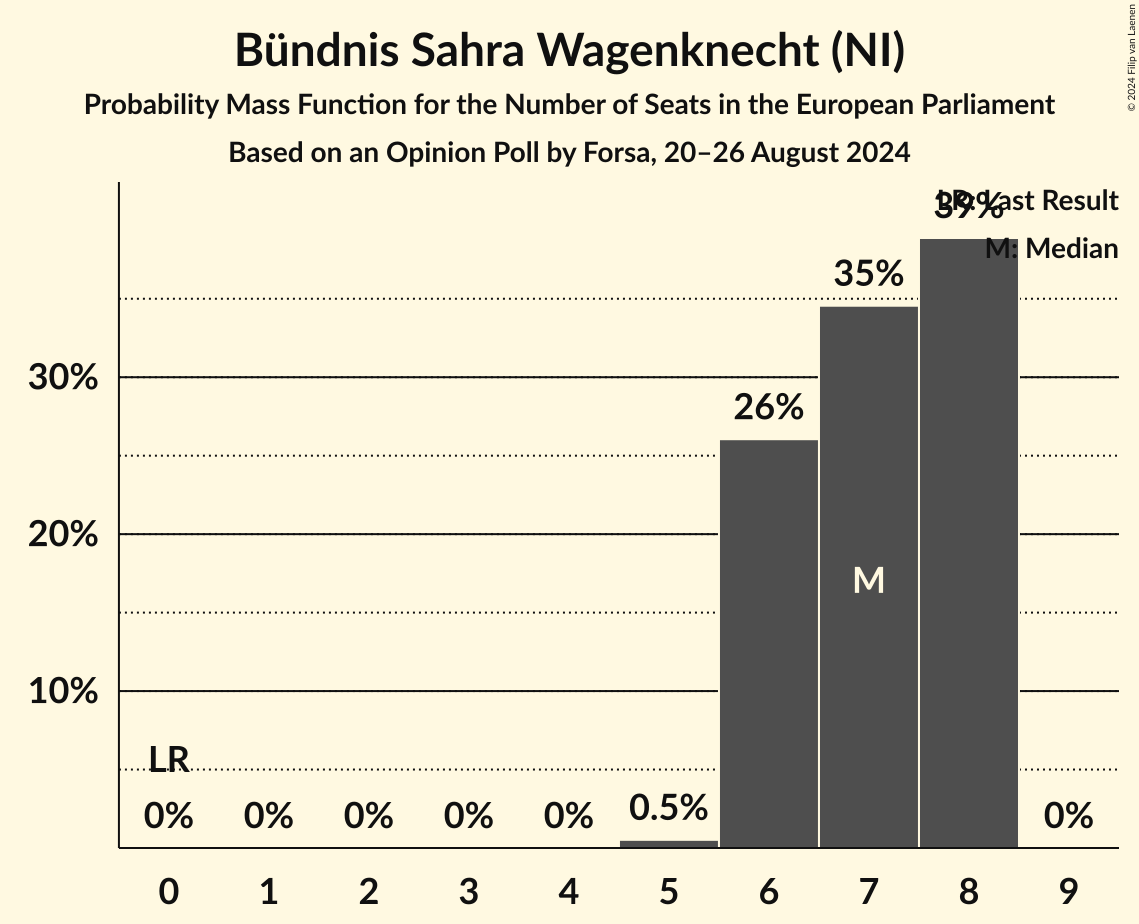 Bündnis Sahra Wagenknecht (NI)
Probability Mass Function for the Number of Seats in the European Parliament
Based on an Opinion Poll by Forsa, 20–26 August 2024
© 2024 Filip van Laenen
LR: Last Result
M: Median
39%
35%
30%
26%
20%
M
10%
LR
0% 0% 0% 0% 0% 0.5% 0%
0 1 2 3 4 5 6 7 8 9